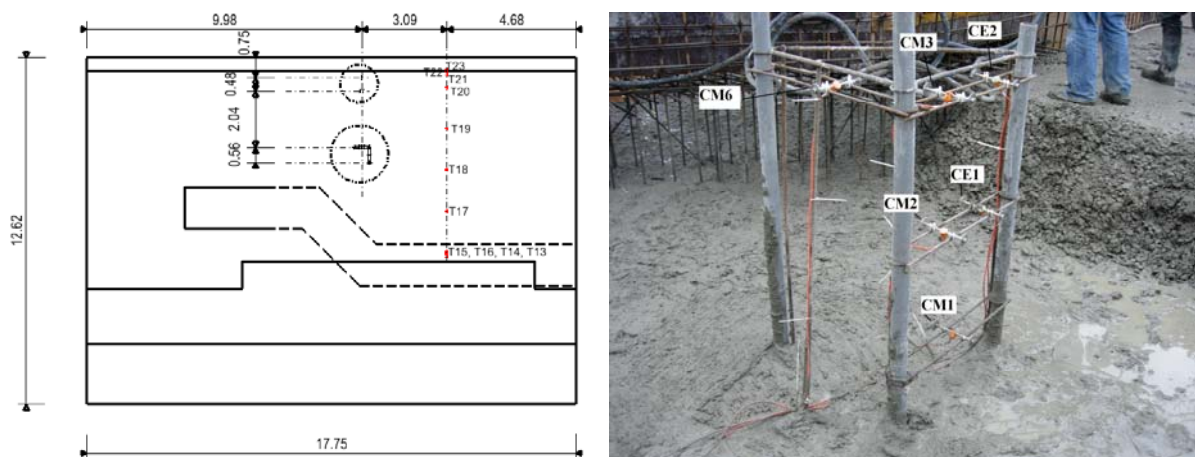 9.98
3.09
4.68
0.75
T23
T22
T21
0.48
T20
2.04
T19
0.56
T18
T17
12.62
T15, T16, T14, T13
17.75
CE2
CM3
CM6
CE1
CM2
CM1